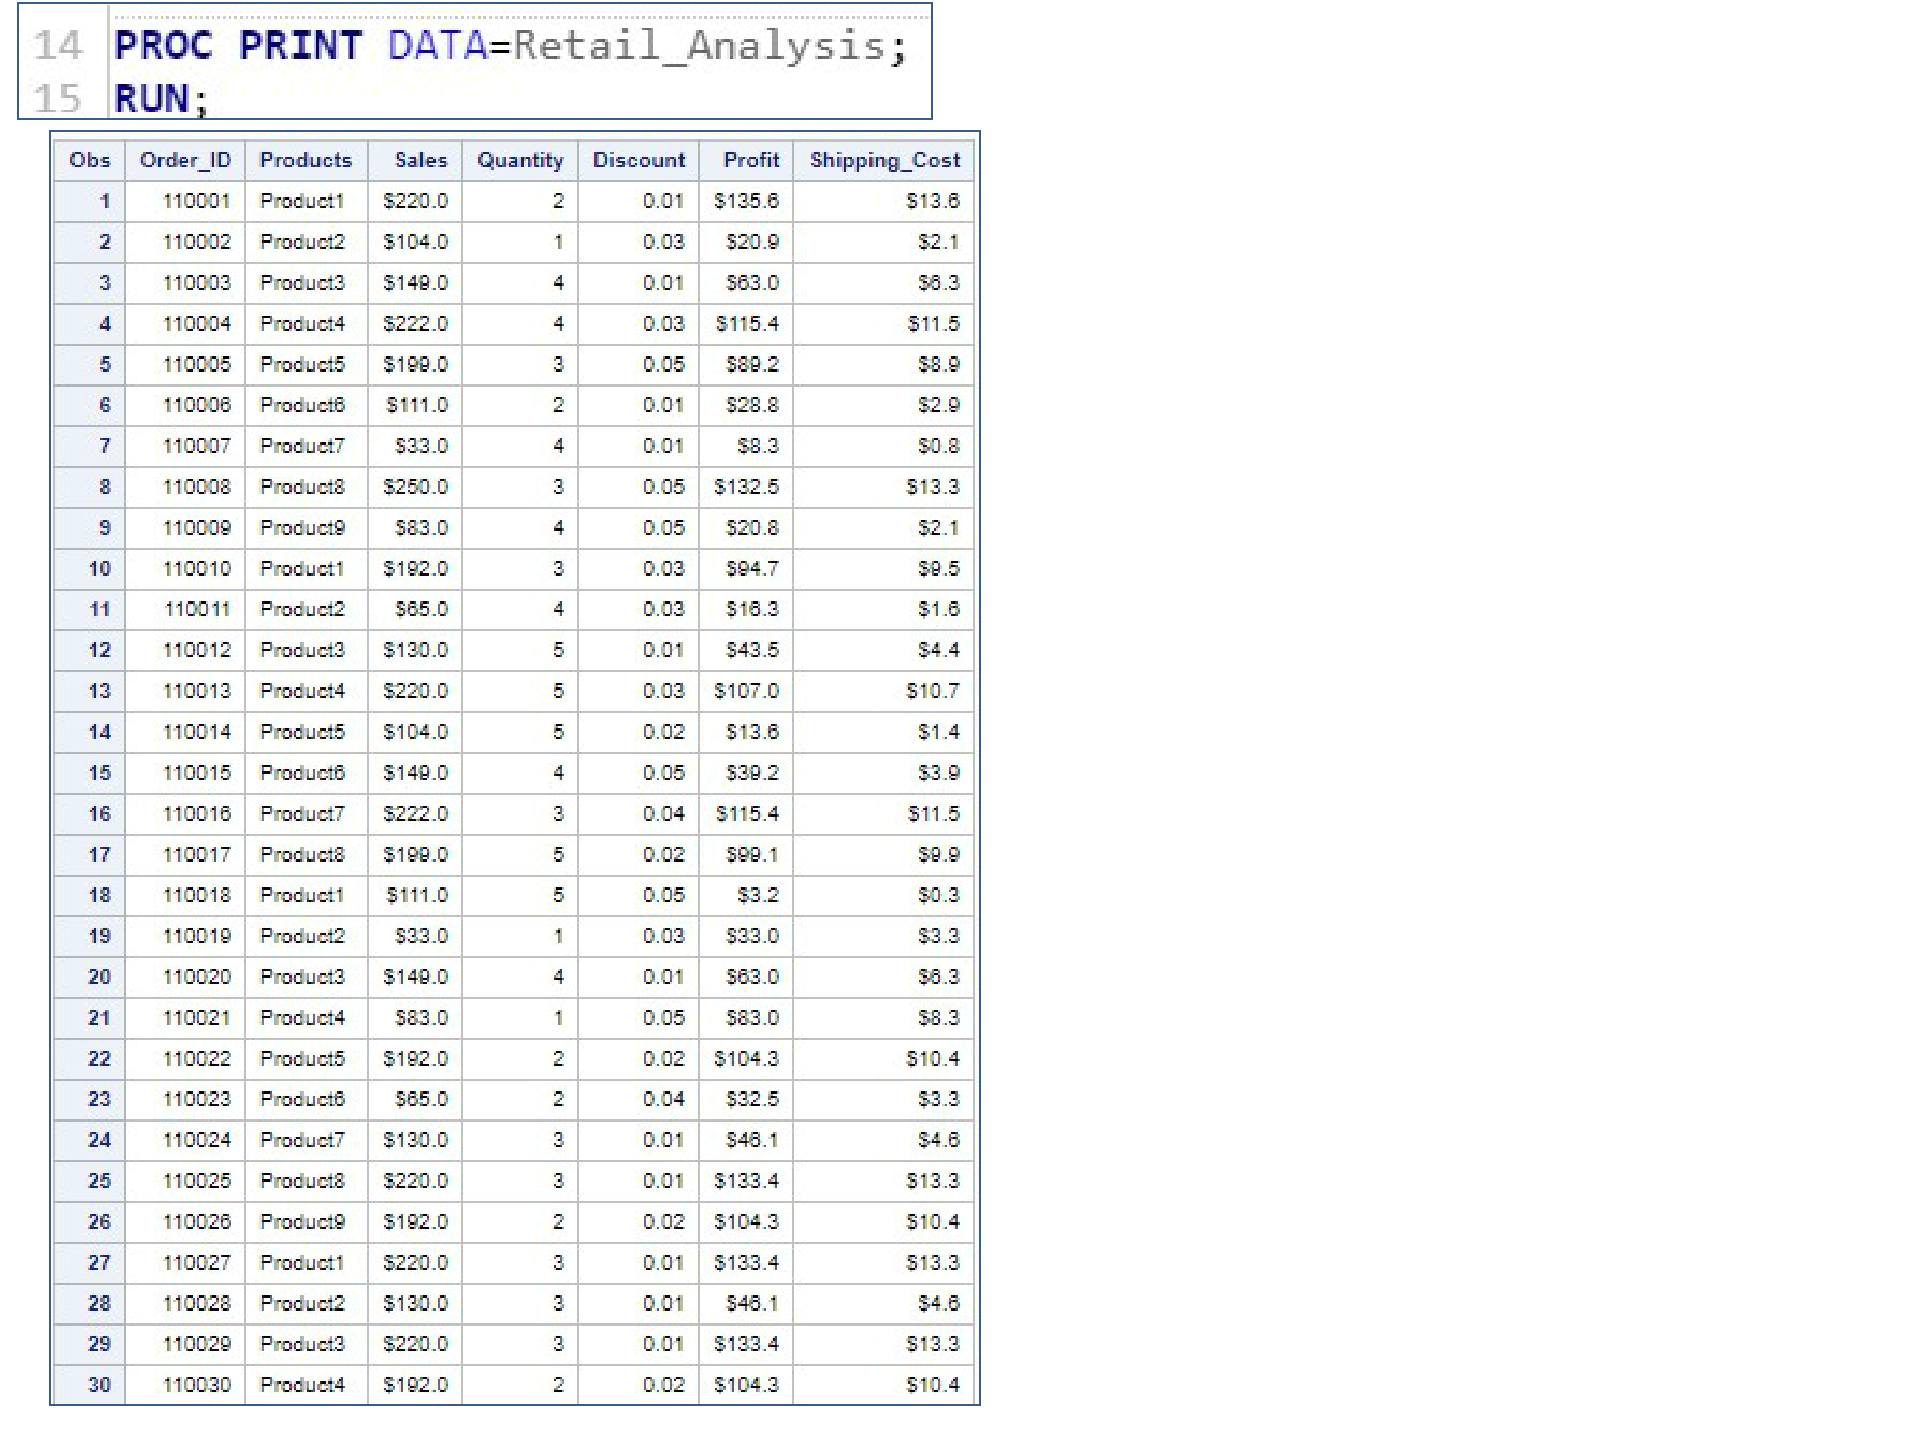 14 PROC PRINT DATA=Retail_Analysis;
15 RUN;
Obs Order_ID Products Sales Quantity Discount Profit Shipping_Cost
1 110001 Product1 $220.0 2 0.01 $135.6 $13.6
2 110002 Product2 $104.0 1 0.03 $20.9 $2.1
3 110003 Product3 $149.0 4 0.01 $63.0 $6.3
4 110004 Product4 $222.0 4 0.03 $115.4 $11.5
5 110005 Product5 $199.0 3 0.05 $89.2 $8.9
6 110006 Product6 $111.0 2 0.01 $28.8 $2.9
7 110007 Product7 $33.0 4 0.01 $8.3 $0.8
8 110008 Product8 $250.0 3 0.05 $132.5 $13.3
9 110009 Product9 $83.0 4 0.05 $20.8 $2.1
10 110010 Product1 $192.0 3 0.03 $94.7 $9.5
11 110011 Product2 $65.0 4 0.03 $16.3 $1.6
12 110012 Product3 $130.0 5 0.01 $43.5 $4.4
13 110013 Product4 $220.0 5 0.03 $107.0 $10.7
14 110014 Product5 $104.0 5 0.02 $13.6 $1.4
15 110015 Product6 $149.0 4 0.05 $39.2 $3.9
16 110016 Product7 $222.0 3 0.04 $115.4 $11.5
17 110017 Product8 $199.0 5 0.02 $99.1 $9.9
18 110018 Product1 $111.0 5 0.05 $3.2 $0.3
19 110019 Product2 $33.0 1 0.03 $33.0 $3.3
20 110020 Product3 $149.0 4 0.01 $63.0 $6.3
21 110021 Product4 $83.0 1 0.05 $83.0 $8.3
22 110022 Product5 $192.0 2 0.02 $104.3 $10.4
23 110023 Product6 $65.0 2 0.04 $32.5 $3.3
24 110024 Product7 $130.0 3 0.01 $46.1 $4.6
25 110025 Product8 $220.0 3 0.01 $133.4 $13.3
26 110026 Product9 $192.0 2 0.02 $104.3 $10.4
27 110027 Product1 $220.0 3 0.01 $133.4 $13.3
28 110028 Product2 $130.0 3 0.01 $46.1 $4.6
29 110029 Product3 $220.0 3 0.01 $133.4 $13.3
30 110030 Product4 $192.0 2 0.02 $104.3 $10.4